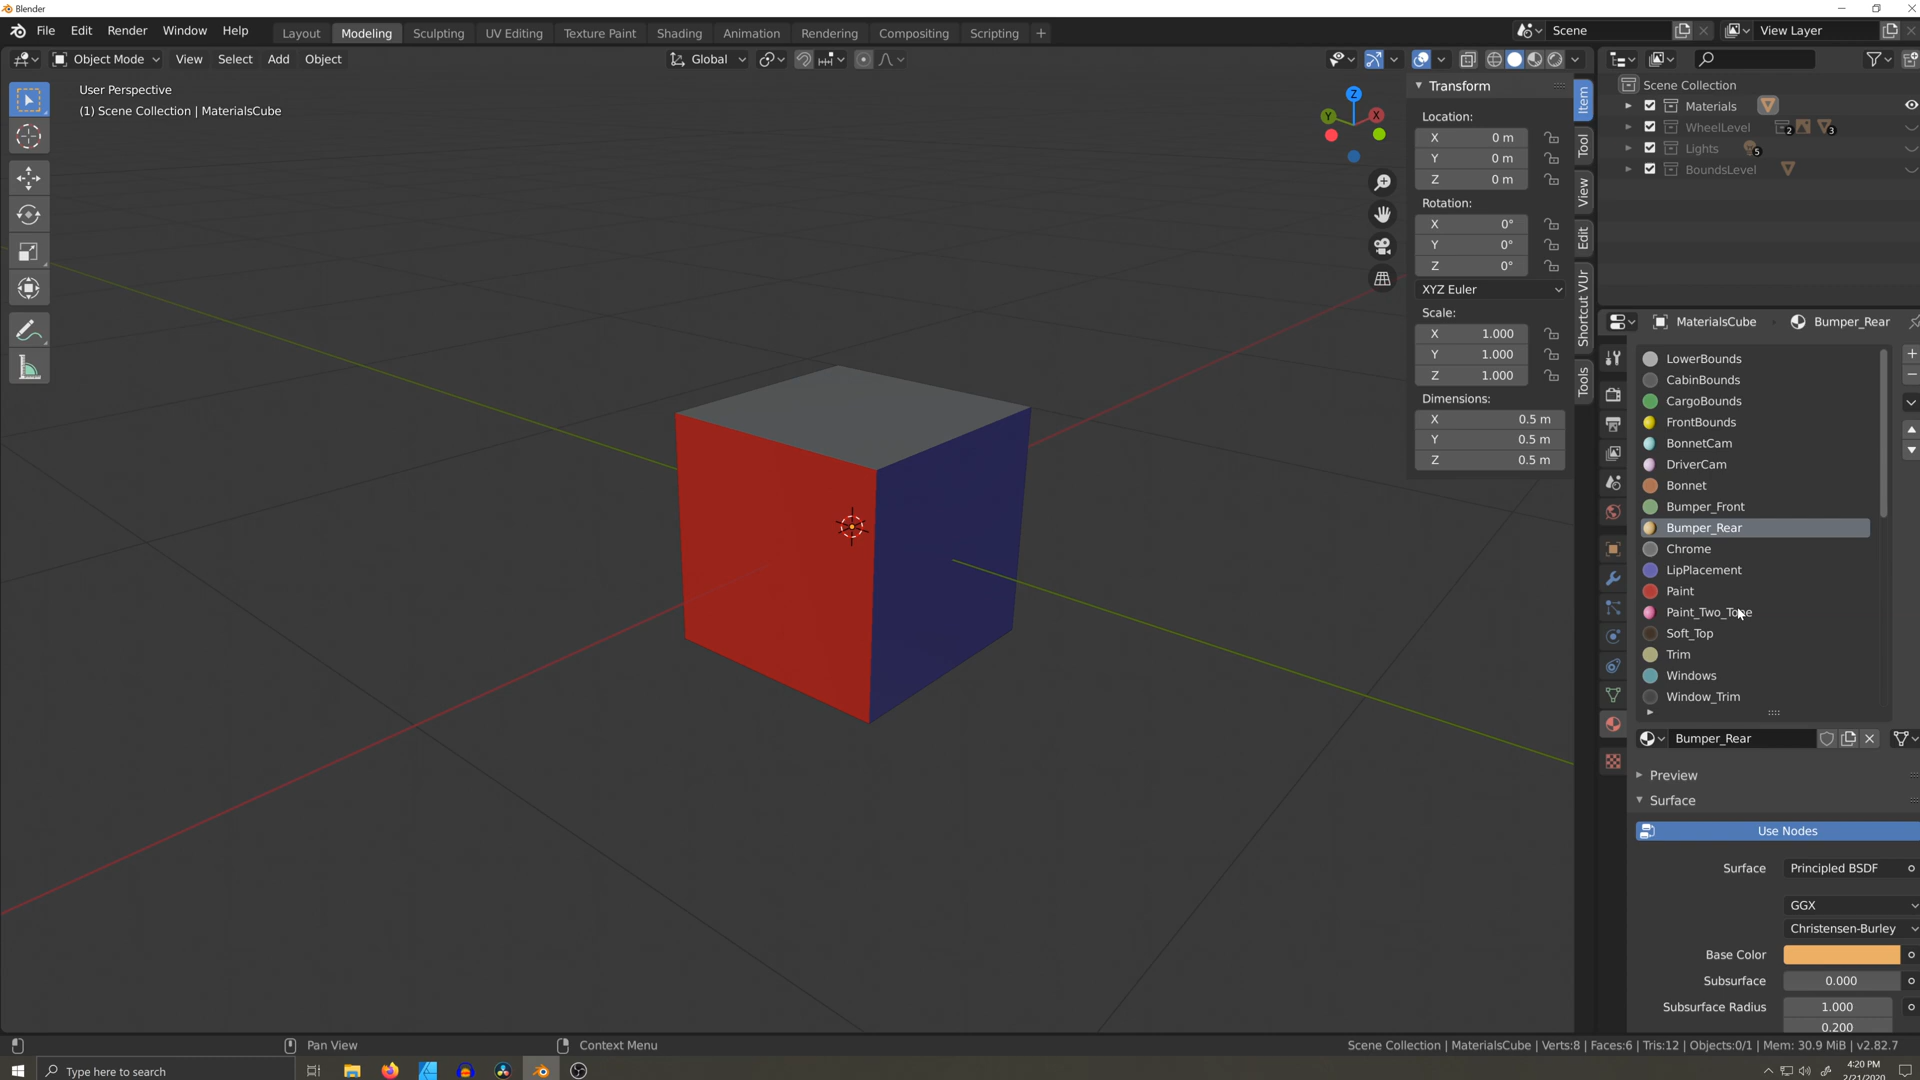 Blender
File Edit Render Window Help
Layout Modeling Sculpting UV Editing Texture Paint Shading Animation Rendering Compositing Scripting +
Scene
View Layer
Object Mode View Select Add Object
Global
User Perspective
(1) Scene Collection | MaterialsCube
Z
Y
X
Transform
Location:
X 0 m
Y 0 m
Z 0 m
Rotation:
X 0°
Y 0°
Z 0°
XYZ Euler
Scale:
X 1.000
Y 1.000
Z 1.000
Dimensions:
X 0.5 m
Y 0.5 m
Z 0.5 m
Item
Tool
View
Edit
Shortcut VUr
Tools
Scene Collection
Materials
WheelLevel 2 3
Lights 5
BoundsLevel
MaterialsCube Bumper_Rear
LowerBounds
CabinBounds
CargoBounds
FrontBounds
BonnetCam
DriverCam
Bonnet
Bumper_Front
Bumper_Rear
Chrome
LipPlacement
Paint
Paint_Two_Tone
Soft_Top
Trim
Windows
Window_Trim
Bumper_Rear
Preview
Surface
Use Nodes
Surface Principled BSDF
GGX
Christensen-Burley
Base Color
Subsurface 0.000
Subsurface Radius 1.000
0.200
Pan View
Context Menu
Scene Collection | MaterialsCube | Verts:8 | Faces:6 | Tris:12 | Objects:0/1 | Mem: 30.9 MiB | v2.82.7
Type here to search
4:20 PM
2/21/2020